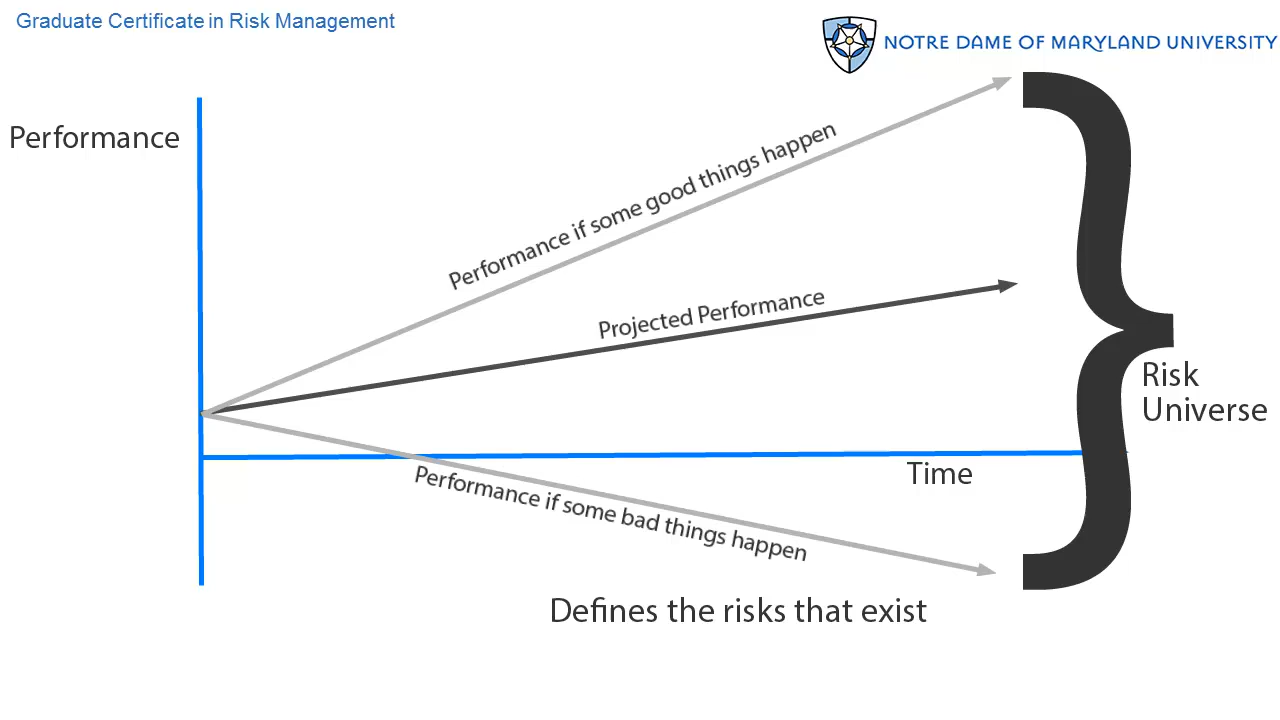 Graduate Certificate in Risk Management
NOTRE DAME OF MARYLAND UNIVERSITY
Performance
Performance if some good things happen
Projected Performance
Risk
Universe
Time
Performance if some bad things happen
Defines the risks that exist